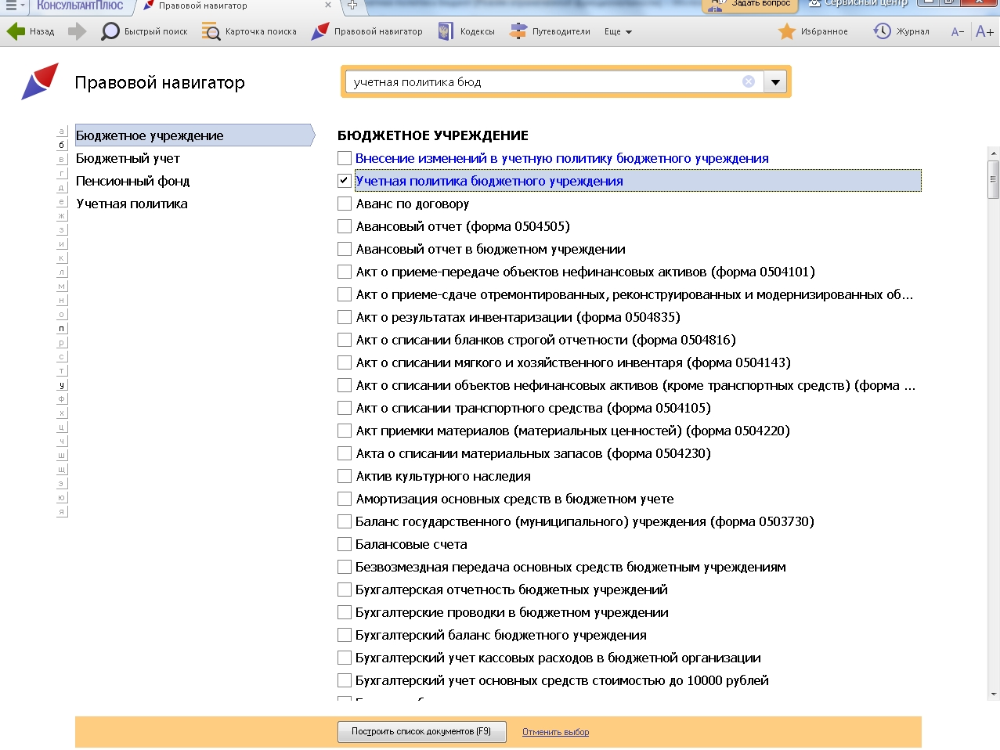 КонсультантПлюс
Правовой навигатор
Задать вопрос
Сервисный центр
Назад
Быстрый поиск
Карточка поиска
Правовой навигатор
Кодексы
Путеводители
Еще
Избранное
Журнал
А-
А+
Правовой навигатор
учетная политика бюд
а
б
в
г
д
е
ж
з
и
к
л
м
н
о
п
р
с
т
у
ф
х
ц
ч
ш
щ
э
ю
я
Бюджетное учреждение
Бюджетный учет
Пенсионный фонд
Учетная политика
БЮДЖЕТНОЕ УЧРЕЖДЕНИЕ
Внесение изменений в учетную политику бюджетного учреждения
Учетная политика бюджетного учреждения
Аванс по договору
Авансовый отчет (форма 0504505)
Авансовый отчет в бюджетном учреждении
Акт о приеме-передаче объектов нефинансовых активов (форма 0504101)
Акт о приеме-сдаче отремонтированных, реконструированных и модернизированных об...
Акт о результатах инвентаризации (форма 0504835)
Акт о списании бланков строгой отчетности (форма 0504816)
Акт о списании мягкого и хозяйственного инвентаря (форма 0504143)
Акт о списании объектов нефинансовых активов (кроме транспортных средств) (форма ...
Акт о списании транспортного средства (форма 0504105)
Акт приемки материалов (материальных ценностей) (форма 0504220)
Акта о списании материальных запасов (форма 0504230)
Актив культурного наследия
Амортизация основных средств в бюджетном учете
Баланс государственного (муниципального) учреждения (форма 0503730)
Балансовые счета
Безвозмездная передача основных средств бюджетным учреждениям
Бухгалтерская отчетность бюджетных учреждений
Бухгалтерские проводки в бюджетном учреждении
Бухгалтерский баланс бюджетного учреждения
Бухгалтерский учет кассовых расходов в бюджетной организации
Бухгалтерский учет основных средств стоимостью до 10000 рублей
Построить список документов (F9)
Отменить выбор